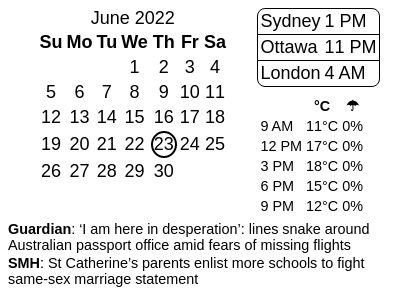 June 2022
Su Mo Tu We Th Fr Sa
1 2 3 4
5 6 7 8 9 10 11
12 13 14 15 16 17 18
19 20 21 22 23 24 25
26 27 28 29 30
Sydney 1 PM
Ottawa 11 PM
London 4 AM
°C ☂
9 AM 11°C 0%
12 PM 17°C 0%
3 PM 18°C 0%
6 PM 15°C 0%
9 PM 12°C 0%
Guardian: ‘I am here in desperation’: lines snake around
Australian passport office amid fears of missing flights
SMH: St Catherine’s parents enlist more schools to fight
same-sex marriage statement